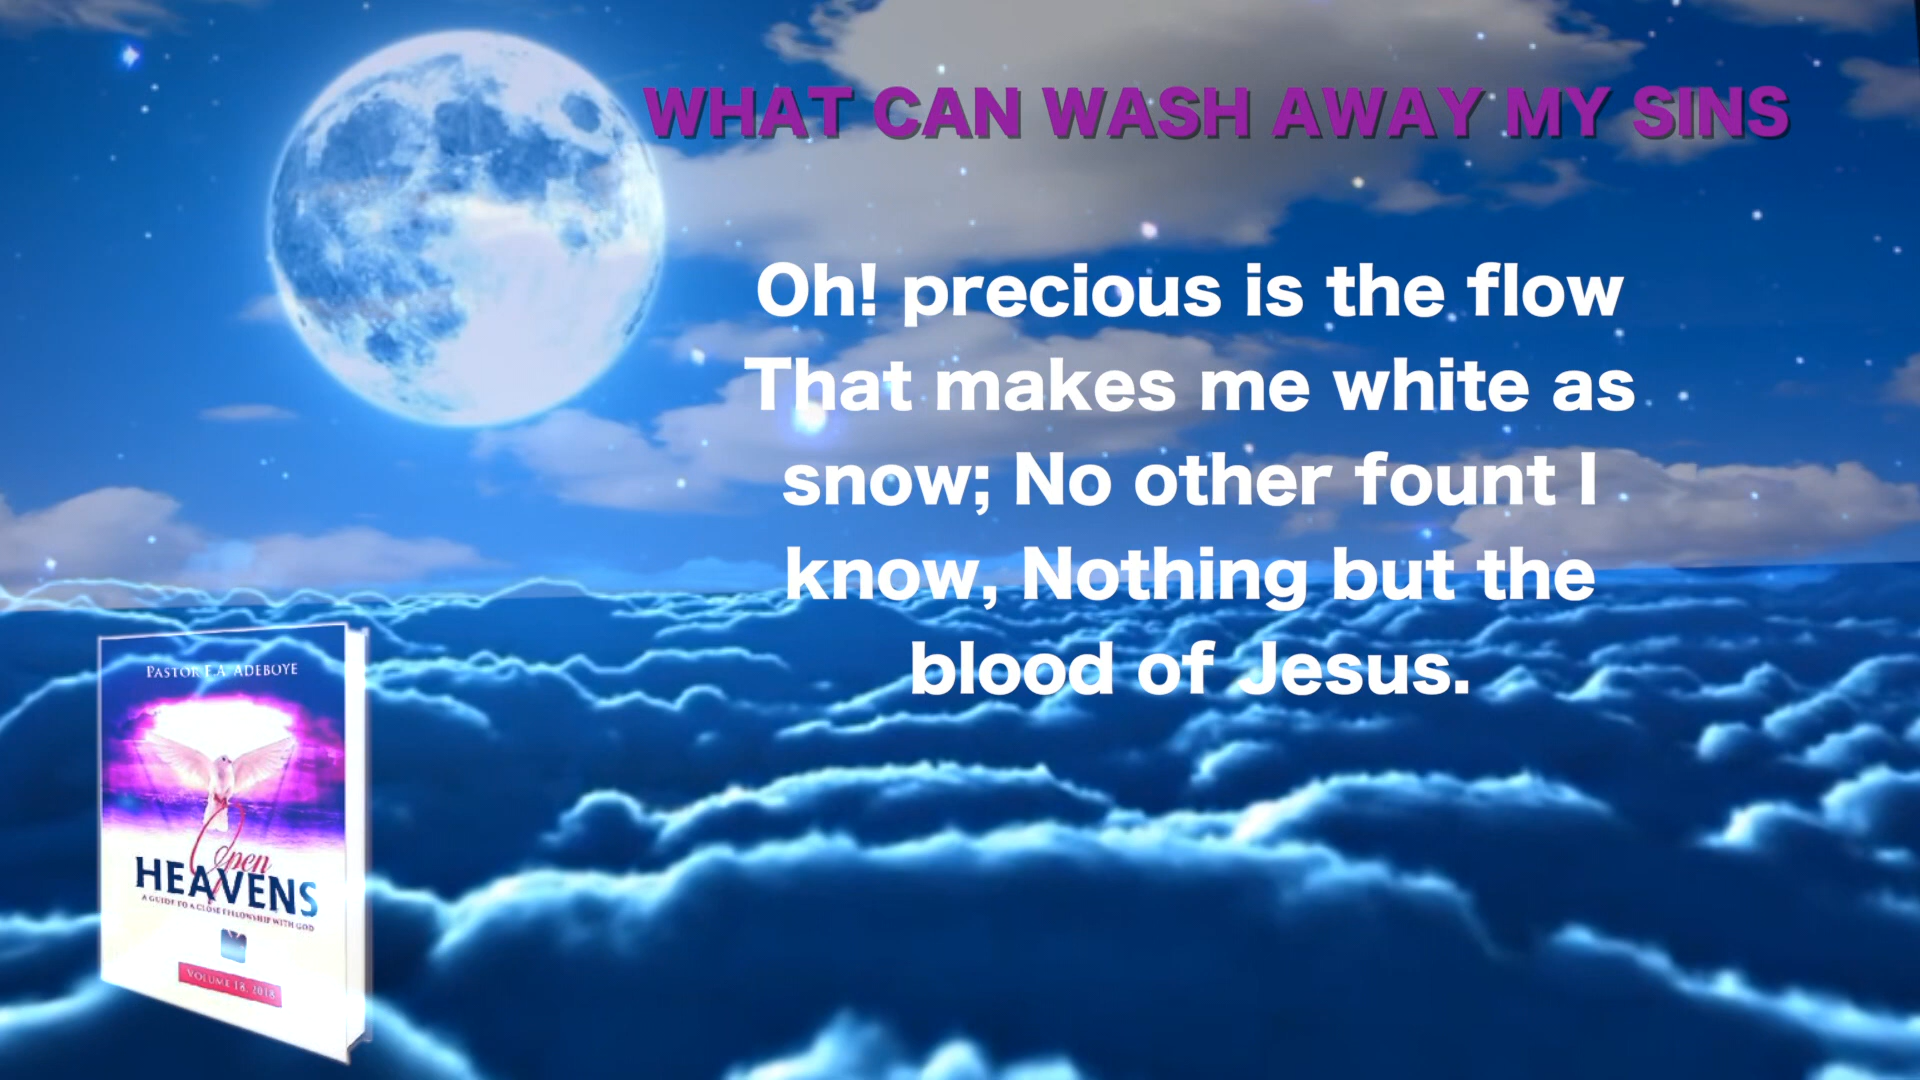 WHAT CAN WASH AWAY MY SINS
Oh! precious is the flow
That makes me white as
snow; No other fount I
know, Nothing but the
blood of Jesus.
PASTOR E.A. ADEBOYE
Open
HEAVENS
A GUIDE TO A CLOSE FELLOWSHIP WITH GOD
VOLUME 18, 2018